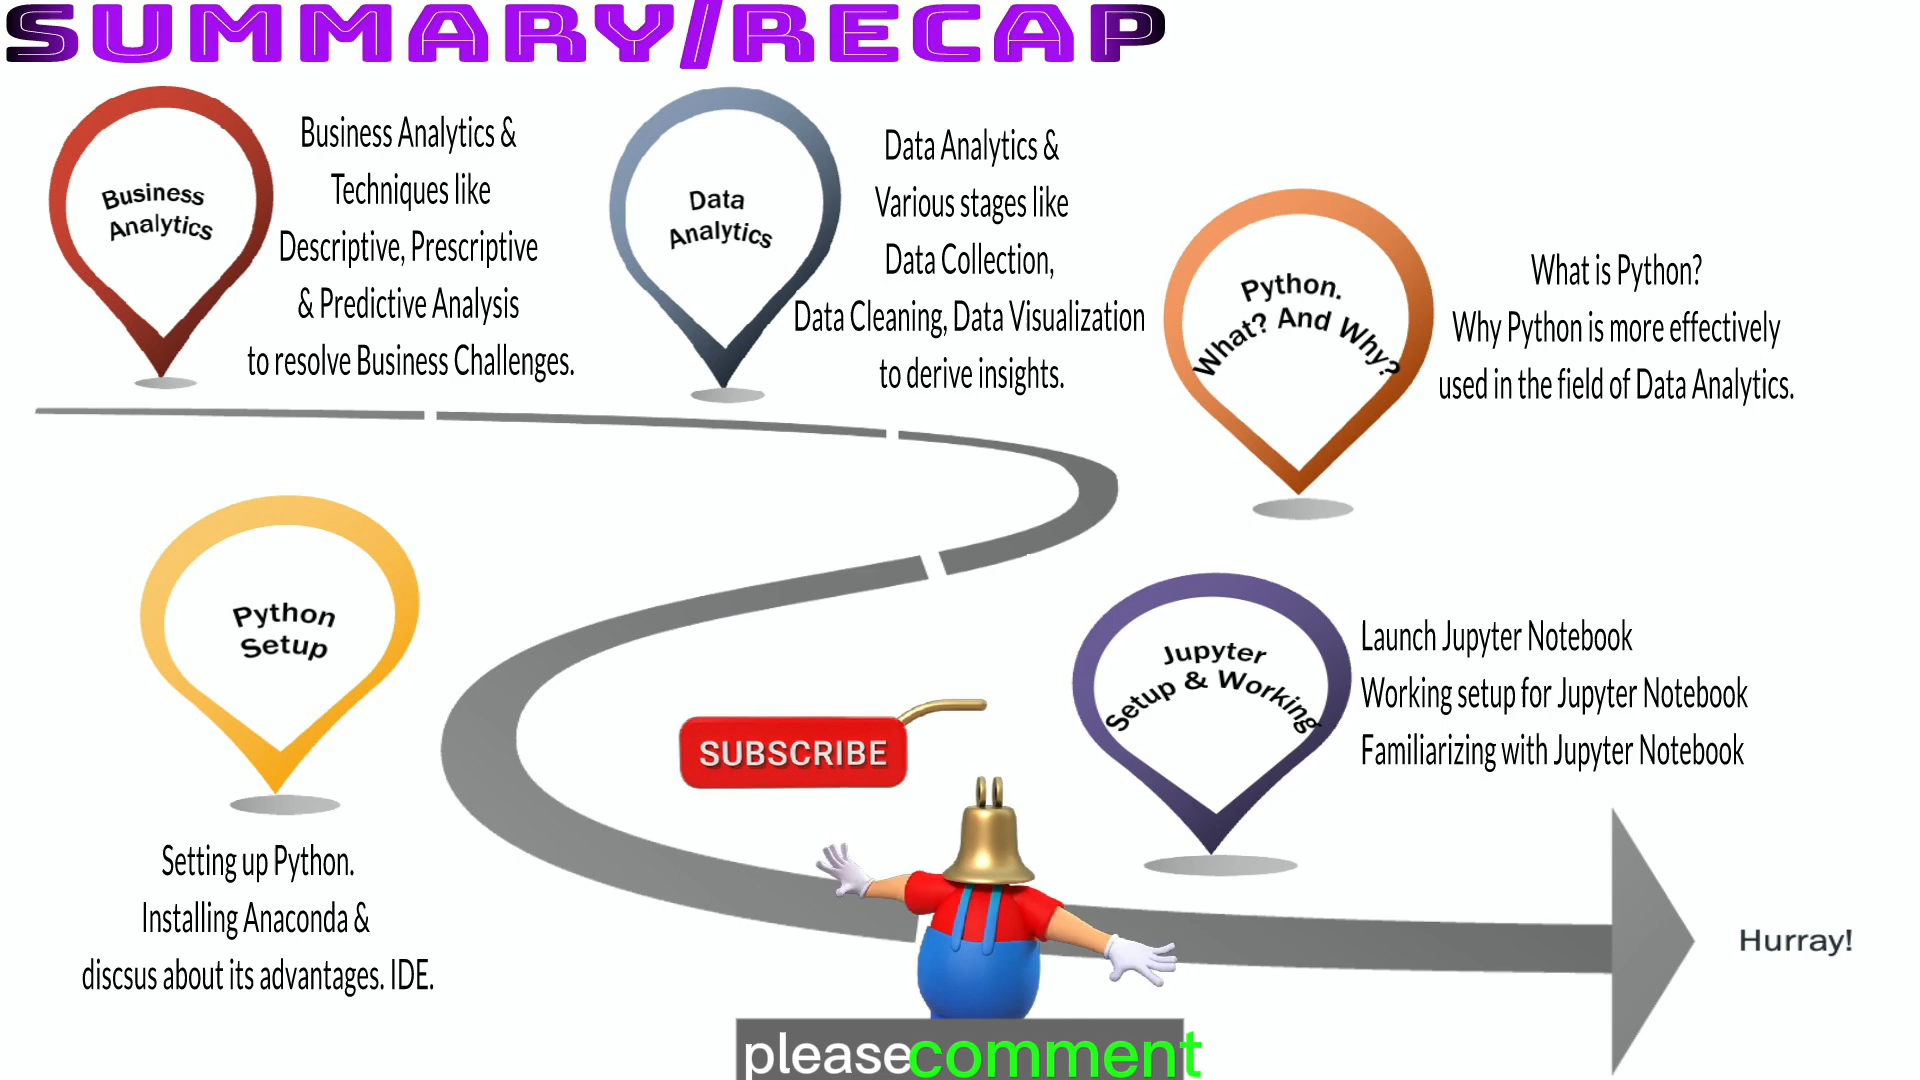 SUMMARY/RECAP
Business
Analytics
Business Analytics &
Techniques like
Descriptive, Prescriptive
& Predictive Analysis
to resolve Business Challenges.
Data
Analytics
Data Analytics &
Various stages like
Data Collection,
Data Cleaning, Data Visualization
to derive insights.
Python.
What? And Why?
What is Python?
Why Python is more effectively
used in the field of Data Analytics.
Python
Setup
Setting up Python.
Installing Anaconda &
discsus about its advantages. IDE.
SUBSCRIBE
Jupyter
Setup & Working
Launch Jupyter Notebook
Working setup for Jupyter Notebook
Familiarizing with Jupyter Notebook
Hurray!
pleasecomment